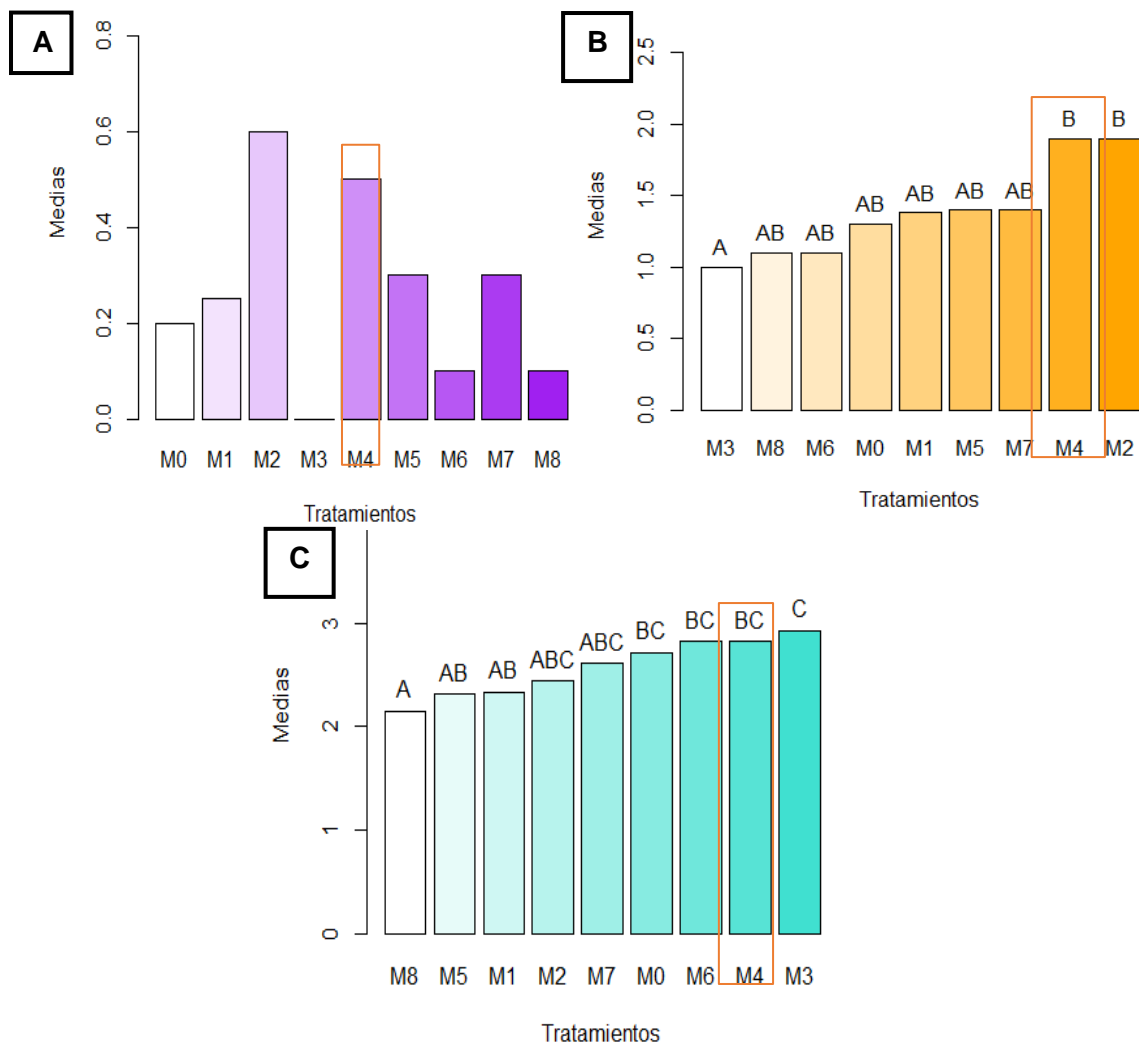 A
Medias
0.8
0.6
0.4
0.2
0.0
M0 M1 M2 M3 M4 M5 M6 M7 M8
Tratamientos
B
Medias
2.5
2.0
1.5
1.0
0.5
0.0
A AB AB AB AB AB AB B B
M3 M8 M6 M0 M1 M5 M7 M4 M2
Tratamientos
C
Medias
3
2
1
0
A AB AB ABC ABC BC BC BC C
M8 M5 M1 M2 M7 M0 M6 M4 M3
Tratamientos